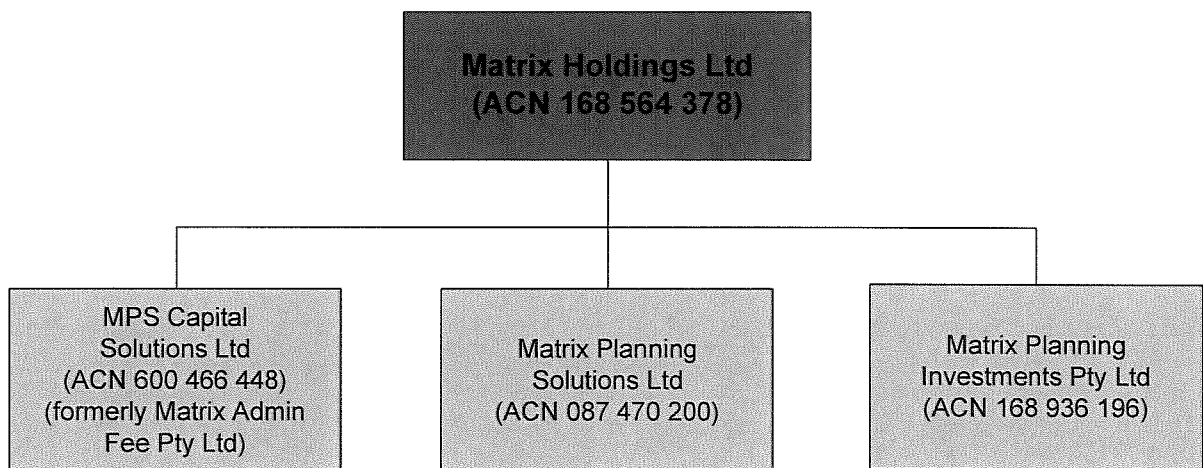 Matrix Holdings Ltd
(ACN 168 564 378)
MPS Capital
Solutions Ltd
(ACN 600 466 448)
(formerly Matrix Admin
Fee Pty Ltd)
Matrix Planning
Solutions Ltd
(ACN 087 470 200)
Matrix Planning
Investments Pty Ltd
(ACN 168 936 196)